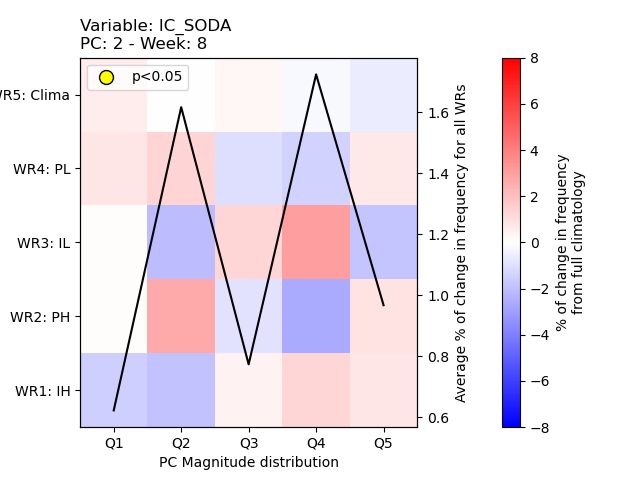 Variable: IC_SODA
PC: 2 - Week: 8
p<0.05
WR5: Clima
WR4: PL
WR3: IL
WR2: PH
WR1: IH
Q1 Q2 Q3 Q4 Q5
PC Magnitude distribution
1.6
1.4
1.2
1.0
0.8
0.6
Average % of change in frequency for all WRs
8
6
4
2
0
−2
−4
−6
−8
% of change in frequency
from full climatology